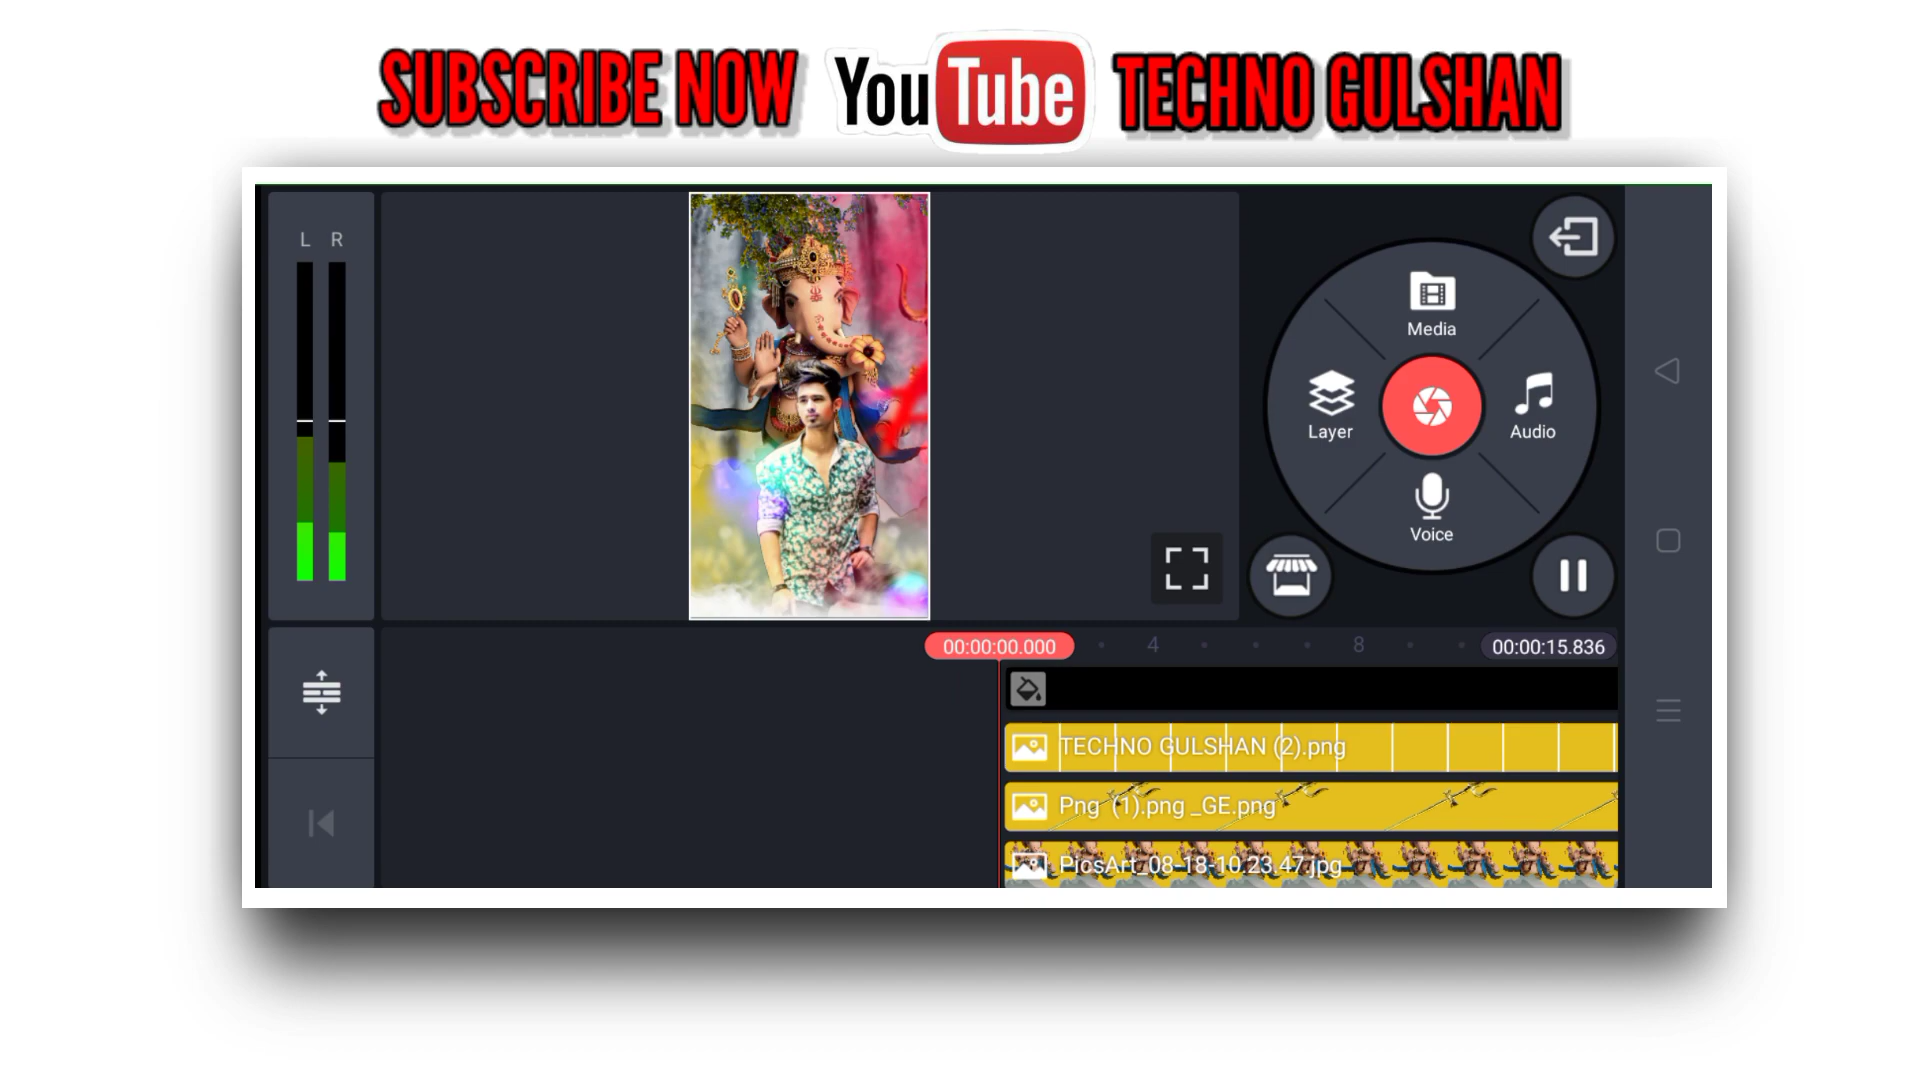 SUBSCRIBE NOW YouTube TECHNO GULSHAN
L R
Media
Layer
Audio
Voice
00:00:00.000 4 8 00:00:15.836
TECHNO GULSHAN (2).png
Png (1).png _GE.png
PicsArt_08-18-10.23.47.jpg